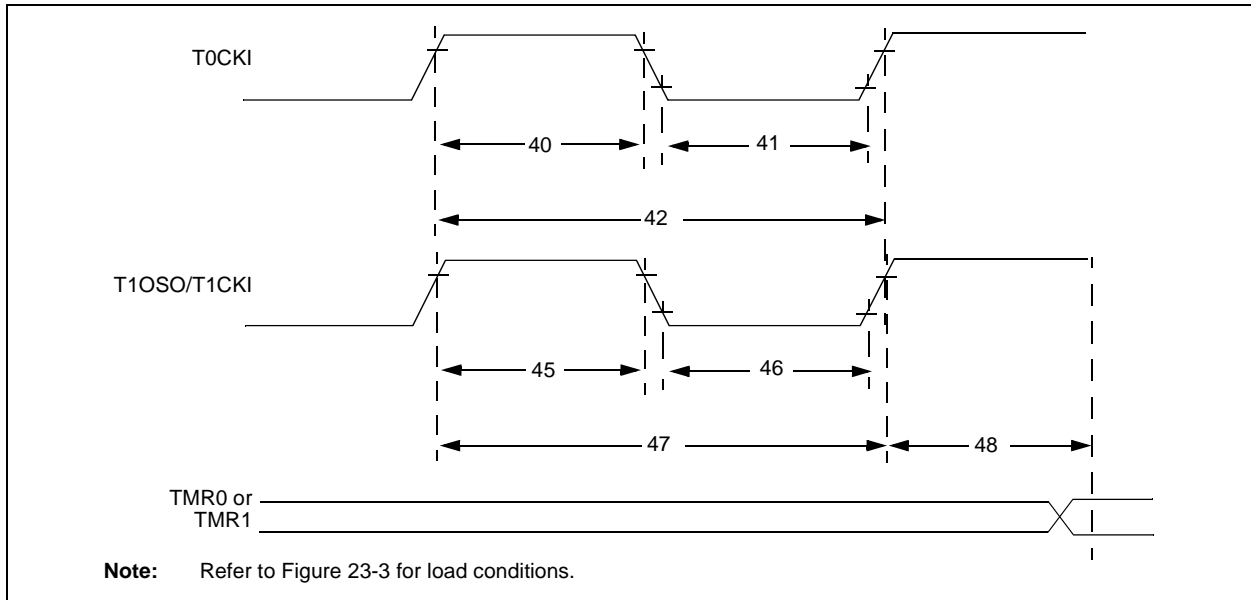 T0CKI
40
41
42
T1OSO/T1CKI
45
46
47
48
TMR0 or
TMR1
Note: Refer to Figure 23-3 for load conditions.